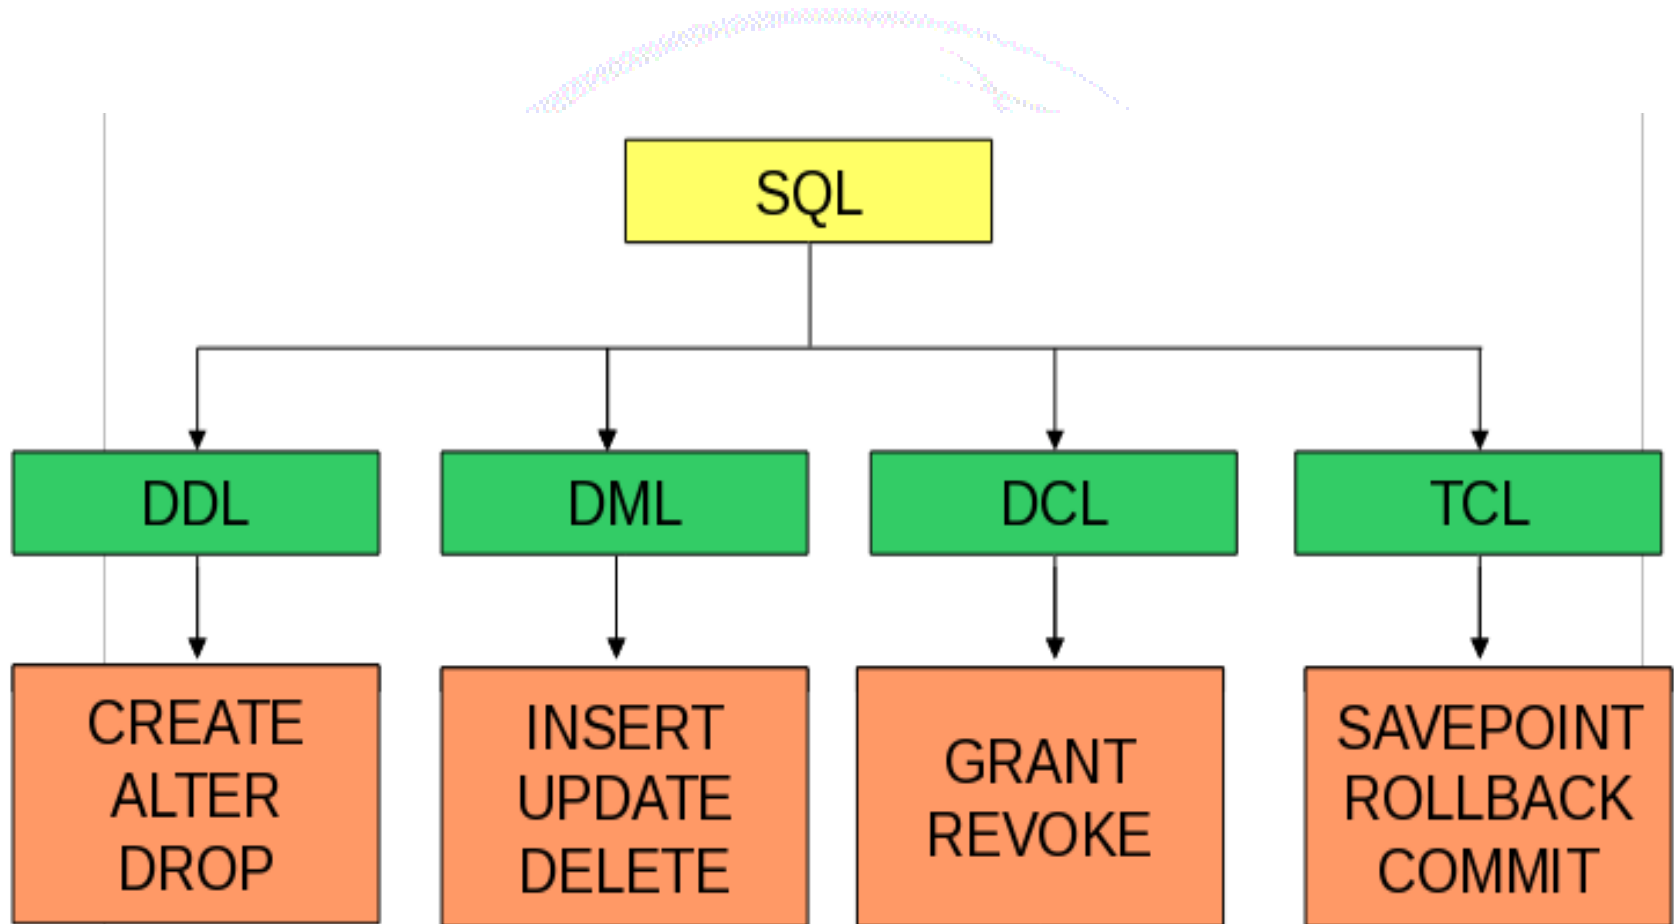 SQL
DDL
DML
DCL
TCL
CREATE
ALTER
DROP
INSERT
UPDATE
DELETE
GRANT
REVOKE
SAVEPOINT
ROLLBACK
COMMIT